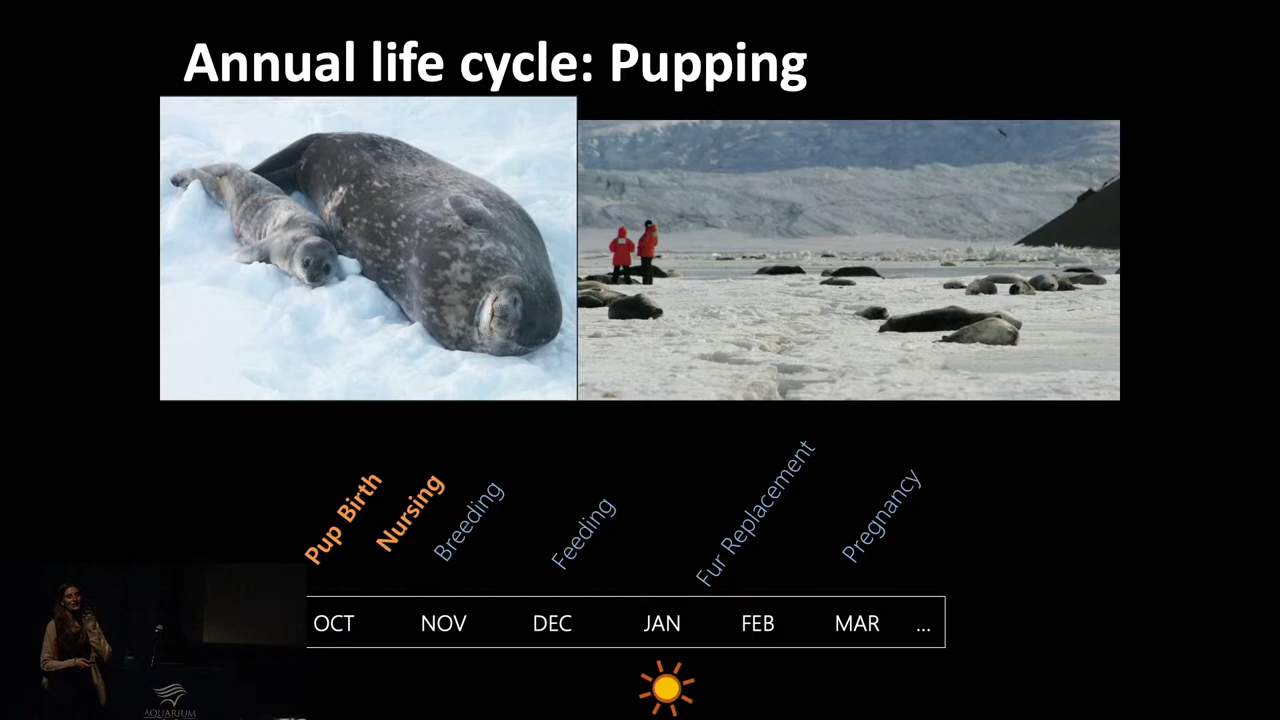 Annual life cycle: Pupping
Pup Birth
Nursing
Breeding
Feeding
Fur Replacement
Pregnancy
OCT NOV DEC JAN FEB MAR ...
AQUARIUM